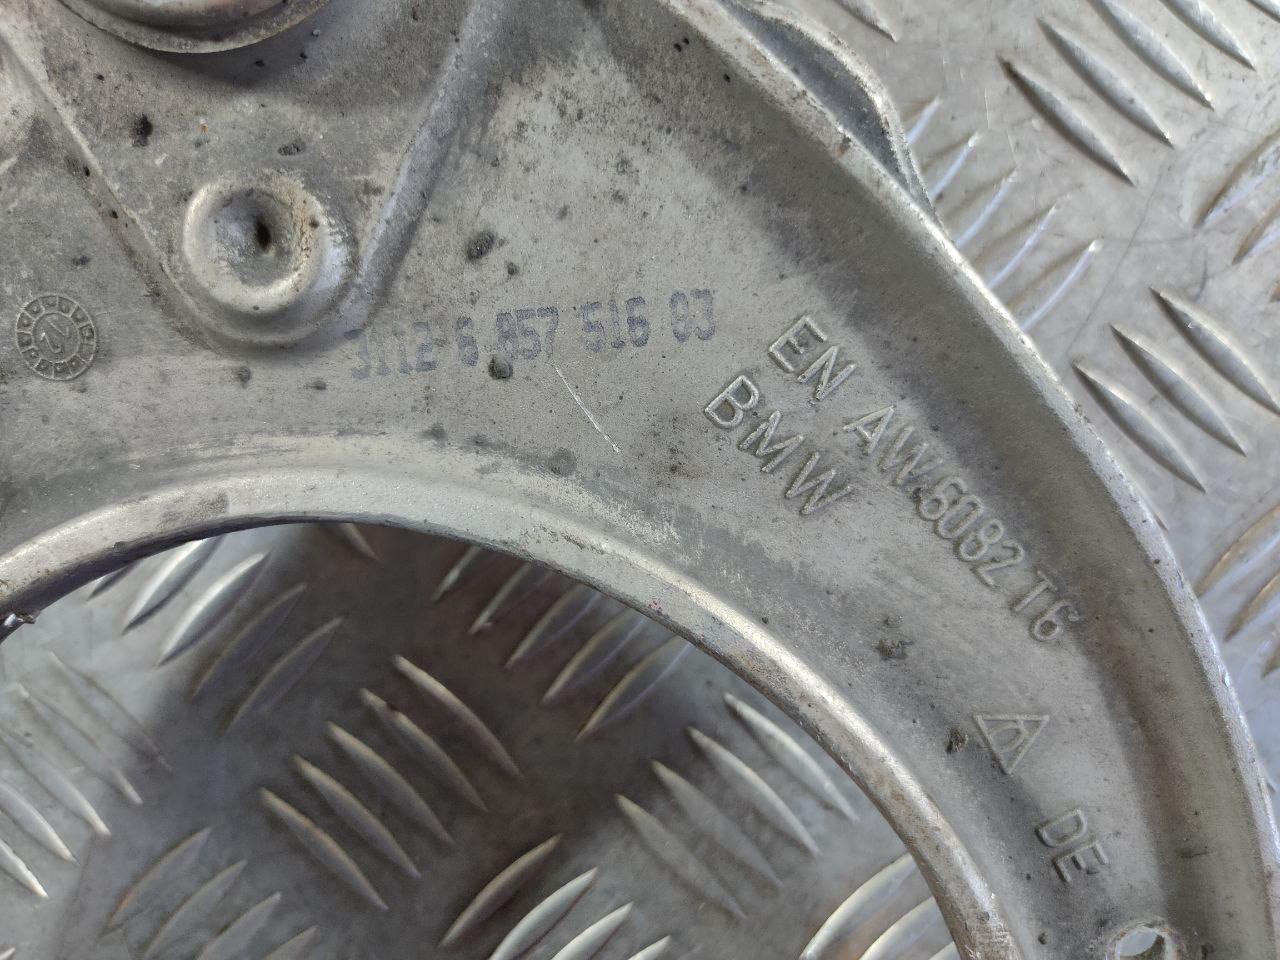 3112-6 857 516 03
EN AW.6082 T6
BMW
DE